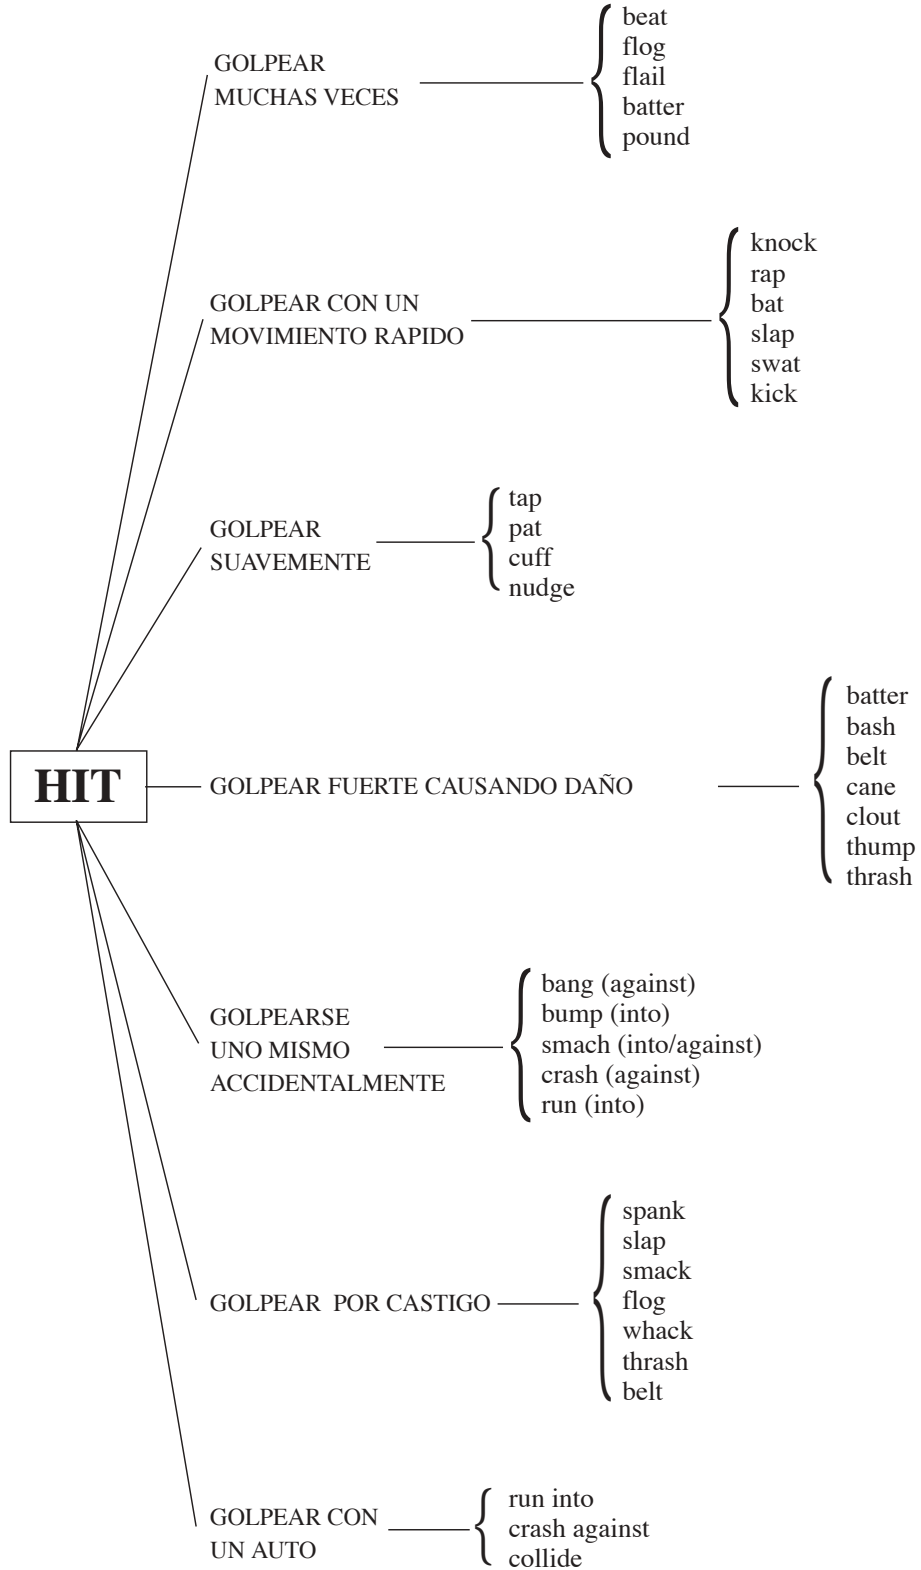 GOLPEAR
MUCHAS VECES
beat
flog
flail
batter
pound
GOLPEAR CON UN
MOVIMIENTO RAPIDO
knock
rap
bat
slap
swat
kick
GOLPEAR
SUAVEMENTE
tap
pat
cuff
nudge
HIT
GOLPEAR FUERTE CAUSANDO DAÑO
batter
bash
belt
cane
clout
thump
thrash
GOLPEARSE
UNO MISMO
ACCIDENTALMENTE
bang (against)
bump (into)
smach (into/against)
crash (against)
run (into)
GOLPEAR POR CASTIGO
spank
slap
smack
flog
whack
thrash
belt
GOLPEAR CON
UN AUTO
run into
crash against
collide